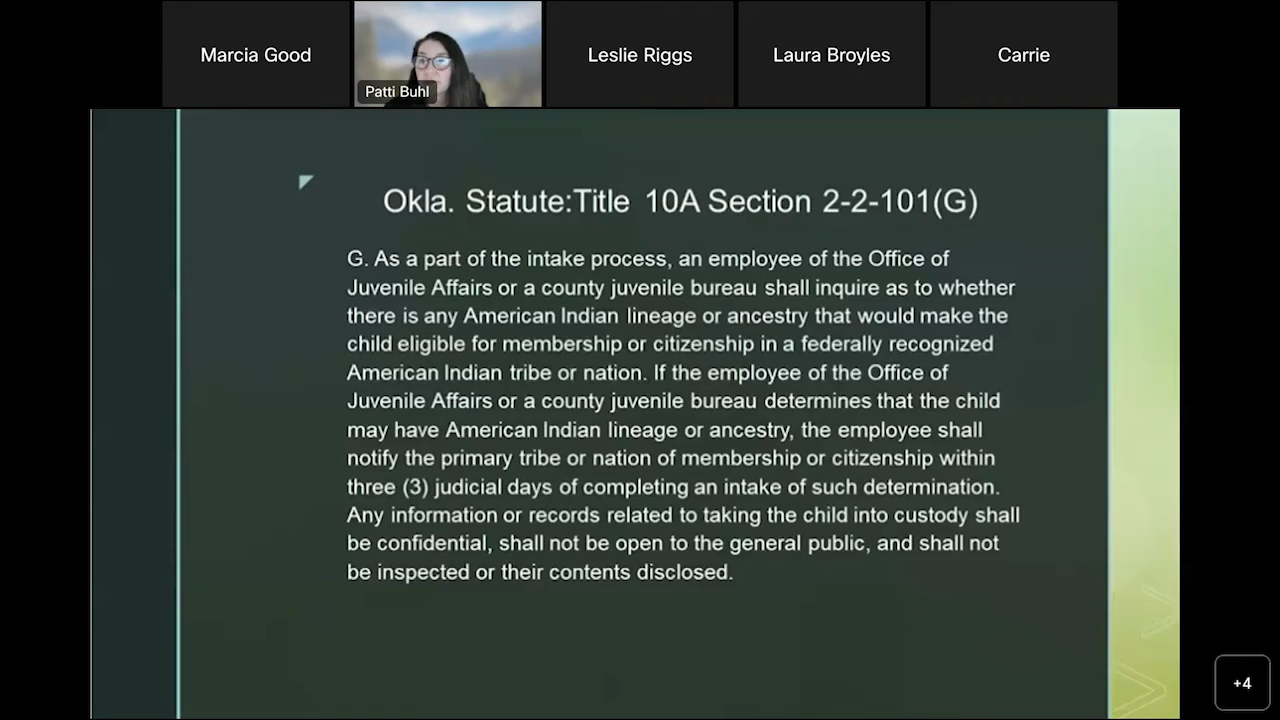 Marcia Good
Patti Buhl
Leslie Riggs
Laura Broyles
Carrie
Okla. Statute:Title 10A Section 2-2-101(G)
G. As a part of the intake process, an employee of the Office of
Juvenile Affairs or a county juvenile bureau shall inquire as to whether
there is any American Indian lineage or ancestry that would make the
child eligible for membership or citizenship in a federally recognized
American Indian tribe or nation. If the employee of the Office of
Juvenile Affairs or a county juvenile bureau determines that the child
may have American Indian lineage or ancestry, the employee shall
notify the primary tribe or nation of membership or citizenship within
three (3) judicial days of completing an intake of such determination.
Any information or records related to taking the child into custody shall
be confidential, shall not be open to the general public, and shall not
be inspected or their contents disclosed.
+4